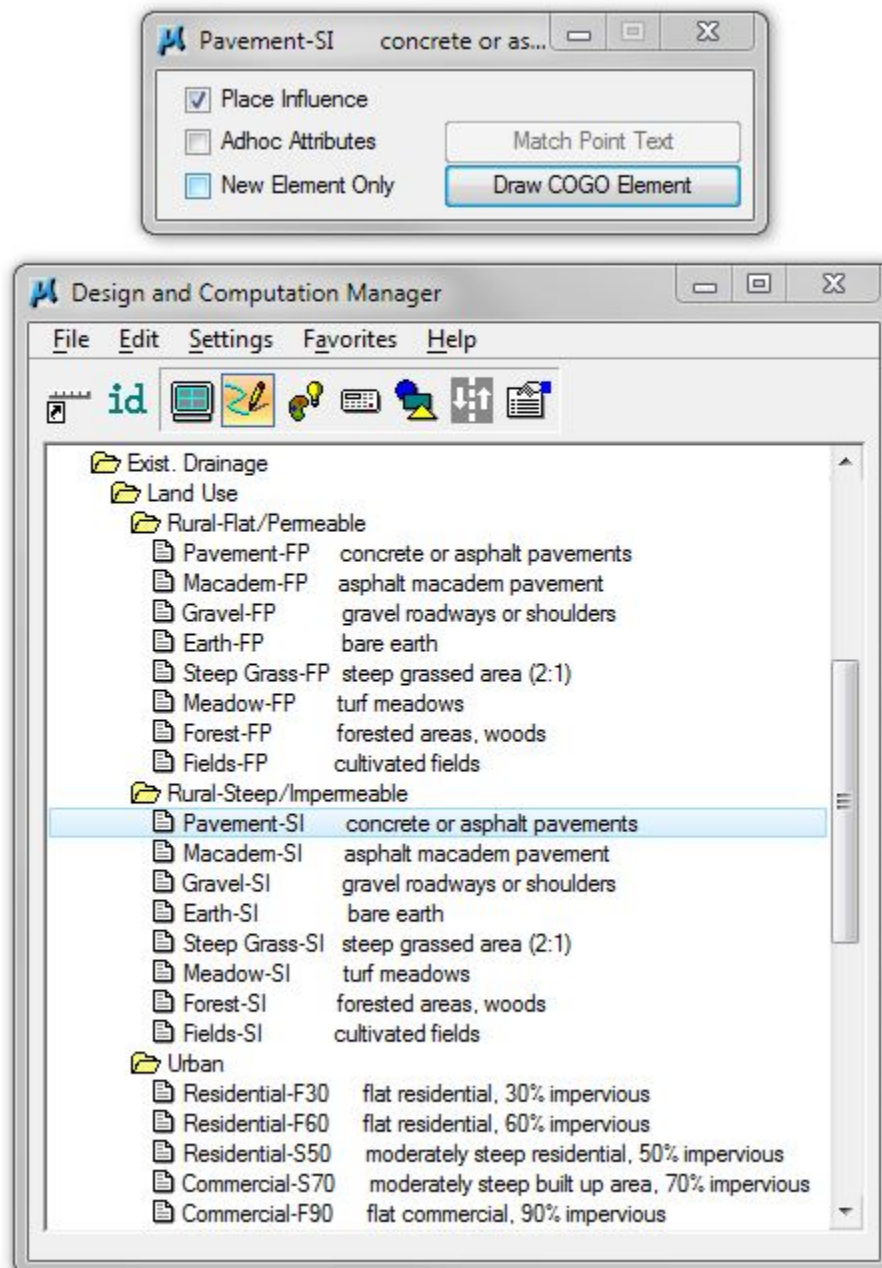 Pavement-SI concrete or as...
Place Influence
Adhoc Attributes Match Point Text
New Element Only Draw COGO Element
Design and Computation Manager
File Edit Settings Favorites Help
id
Exist. Drainage
Land Use
Rural-Flat/Permeable
Pavement-FP concrete or asphalt pavements
Macadem-FP asphalt macadem pavement
Gravel-FP gravel roadways or shoulders
Earth-FP bare earth
Steep Grass-FP steep grassed area (2:1)
Meadow-FP turf meadows
Forest-FP forested areas, woods
Fields-FP cultivated fields
Rural-Steep/Impermeable
Pavement-SI concrete or asphalt pavements
Macadem-SI asphalt macadem pavement
Gravel-SI gravel roadways or shoulders
Earth-SI bare earth
Steep Grass-SI steep grassed area (2:1)
Meadow-SI turf meadows
Forest-SI forested areas, woods
Fields-SI cultivated fields
Urban
Residential-F30 flat residential, 30% impervious
Residential-F60 flat residential, 60% impervious
Residential-S50 moderately steep residential, 50% impervious
Commercial-S70 moderately steep built up area, 70% impervious
Commercial-F90 flat commercial, 90% impervious